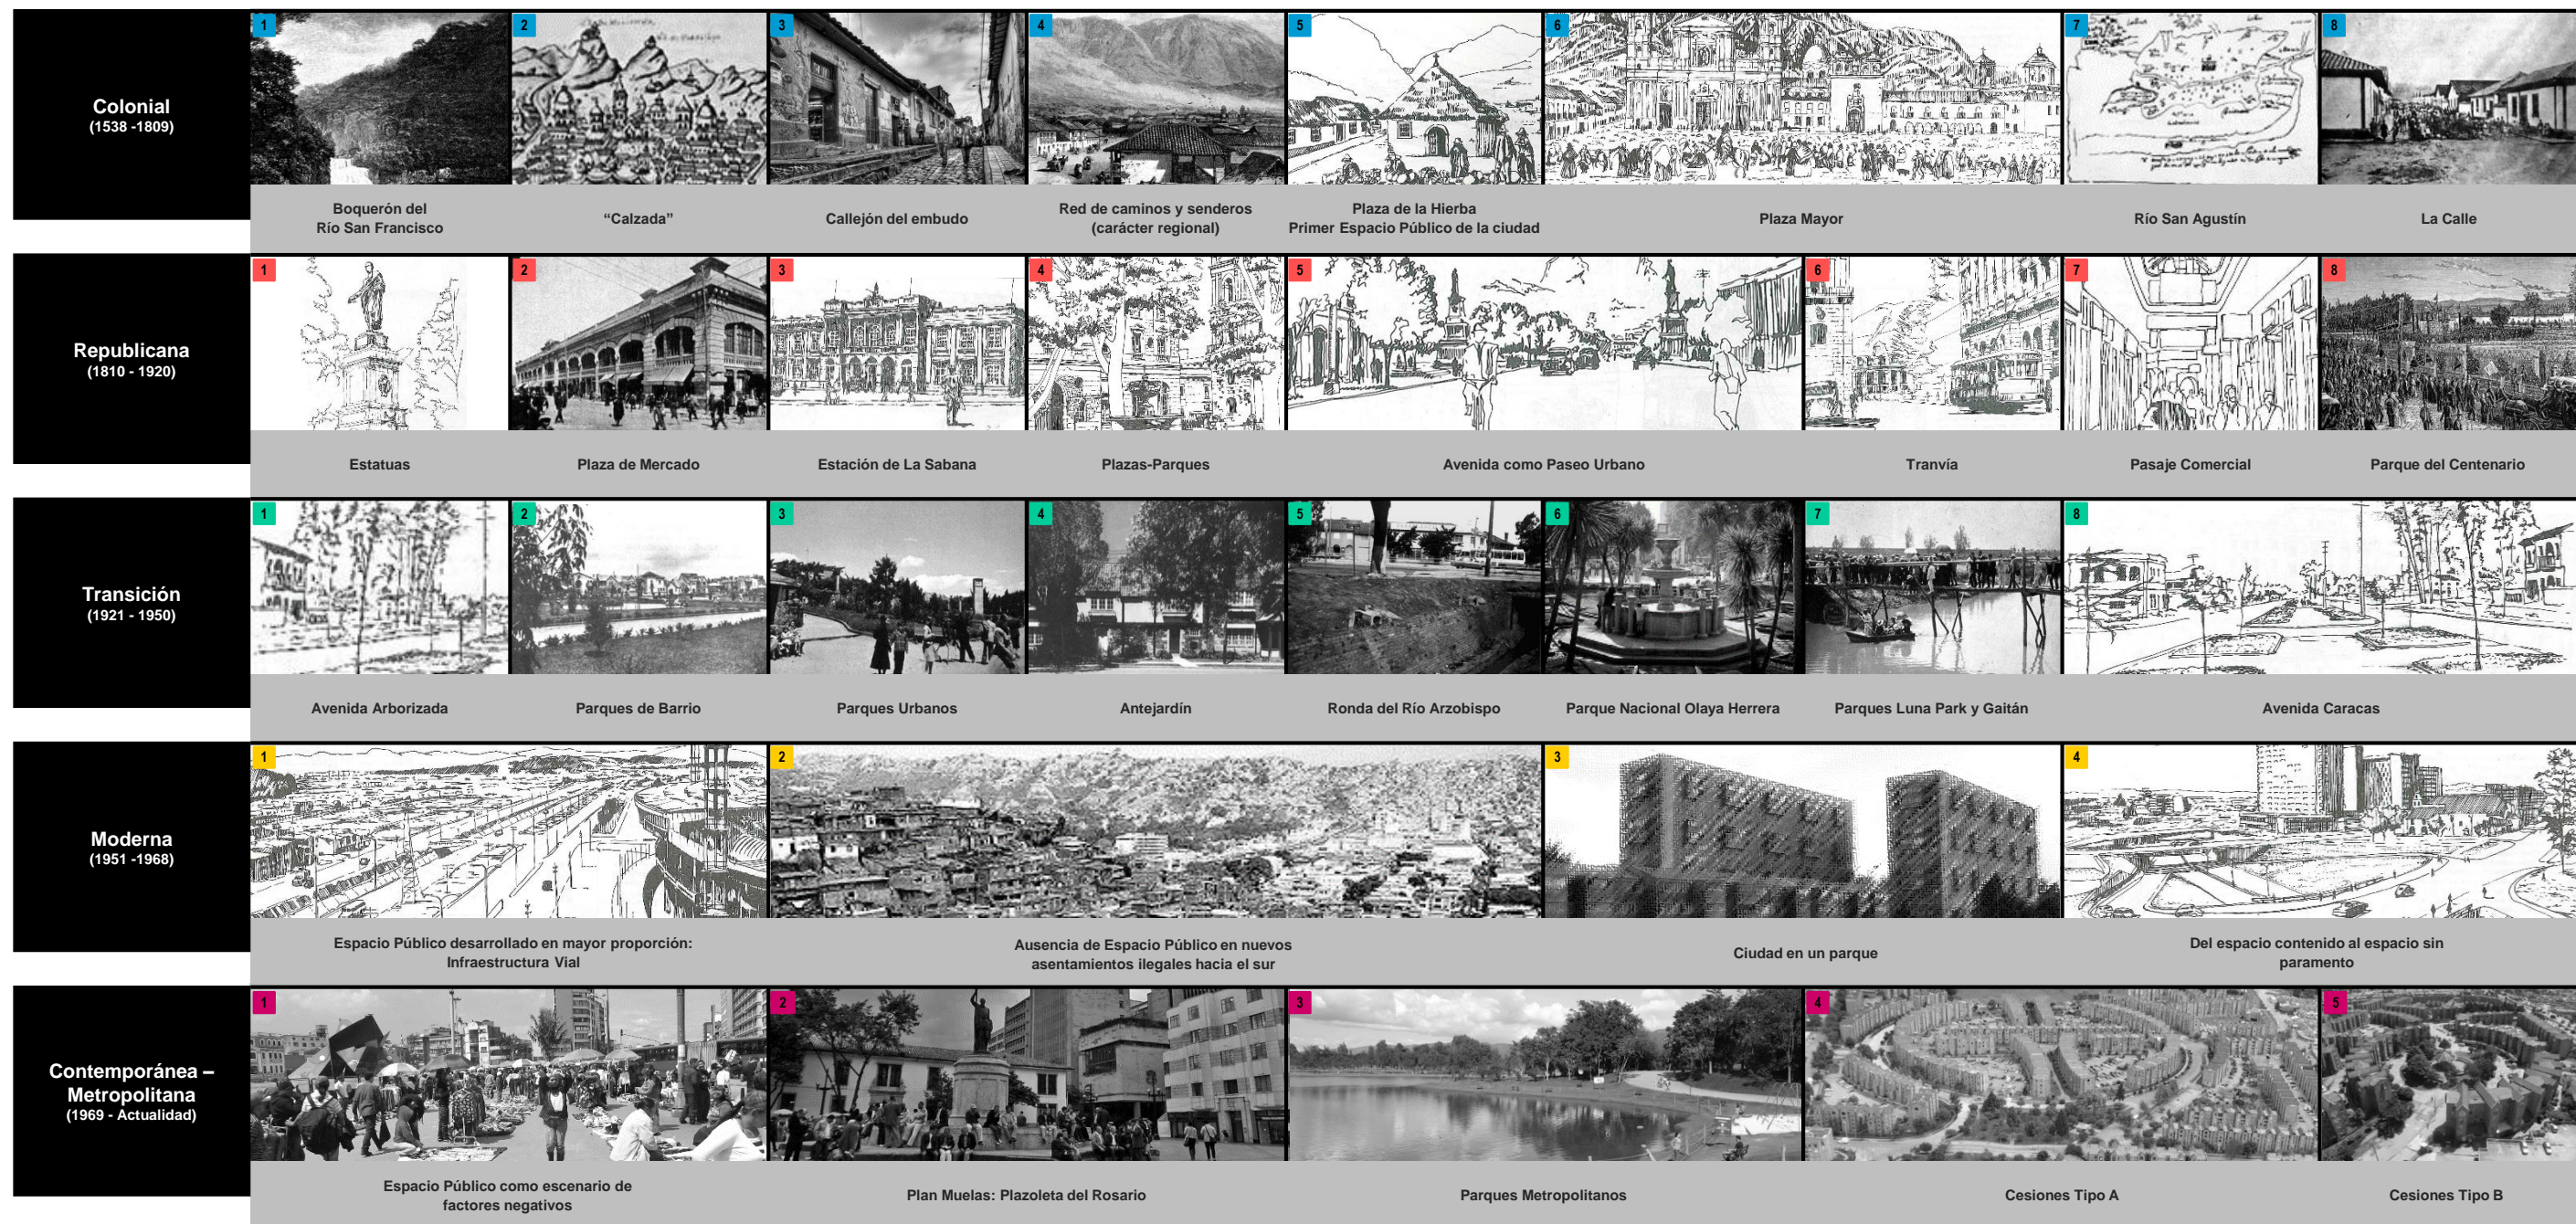 Colonial
(1538 -1809)
1
2
3
4
5
6
7
8
Boquerón del
Río San Francisco
“Calzada”
Callejón del embudo
Red de caminos y senderos
(carácter regional)
Plaza de la Hierba
Primer Espacio Público de la ciudad
Plaza Mayor
Río San Agustín
La Calle
Republicana
(1810 - 1920)
1
2
3
4
5
6
7
8
Estatuas
Plaza de Mercado
Estación de La Sabana
Plazas-Parques
Avenida como Paseo Urbano
Tranvía
Pasaje Comercial
Parque del Centenario
Transición
(1921 - 1950)
1
2
3
4
5
6
7
8
Avenida Arborizada
Parques de Barrio
Parques Urbanos
Antejardín
Ronda del Río Arzobispo
Parque Nacional Olaya Herrera
Parques Luna Park y Gaitán
Avenida Caracas
Moderna
(1951 -1968)
1
2
3
4
Espacio Público desarrollado en mayor proporción:
Infraestructura Vial
Ausencia de Espacio Público en nuevos
asentamientos ilegales hacia el sur
Ciudad en un parque
Del espacio contenido al espacio sin
paramento
Contemporánea –
Metropolitana
(1969 - Actualidad)
1
2
3
4
5
Espacio Público como escenario de
factores negativos
Plan Muelas: Plazoleta del Rosario
Parques Metropolitanos
Cesiones Tipo A
Cesiones Tipo B